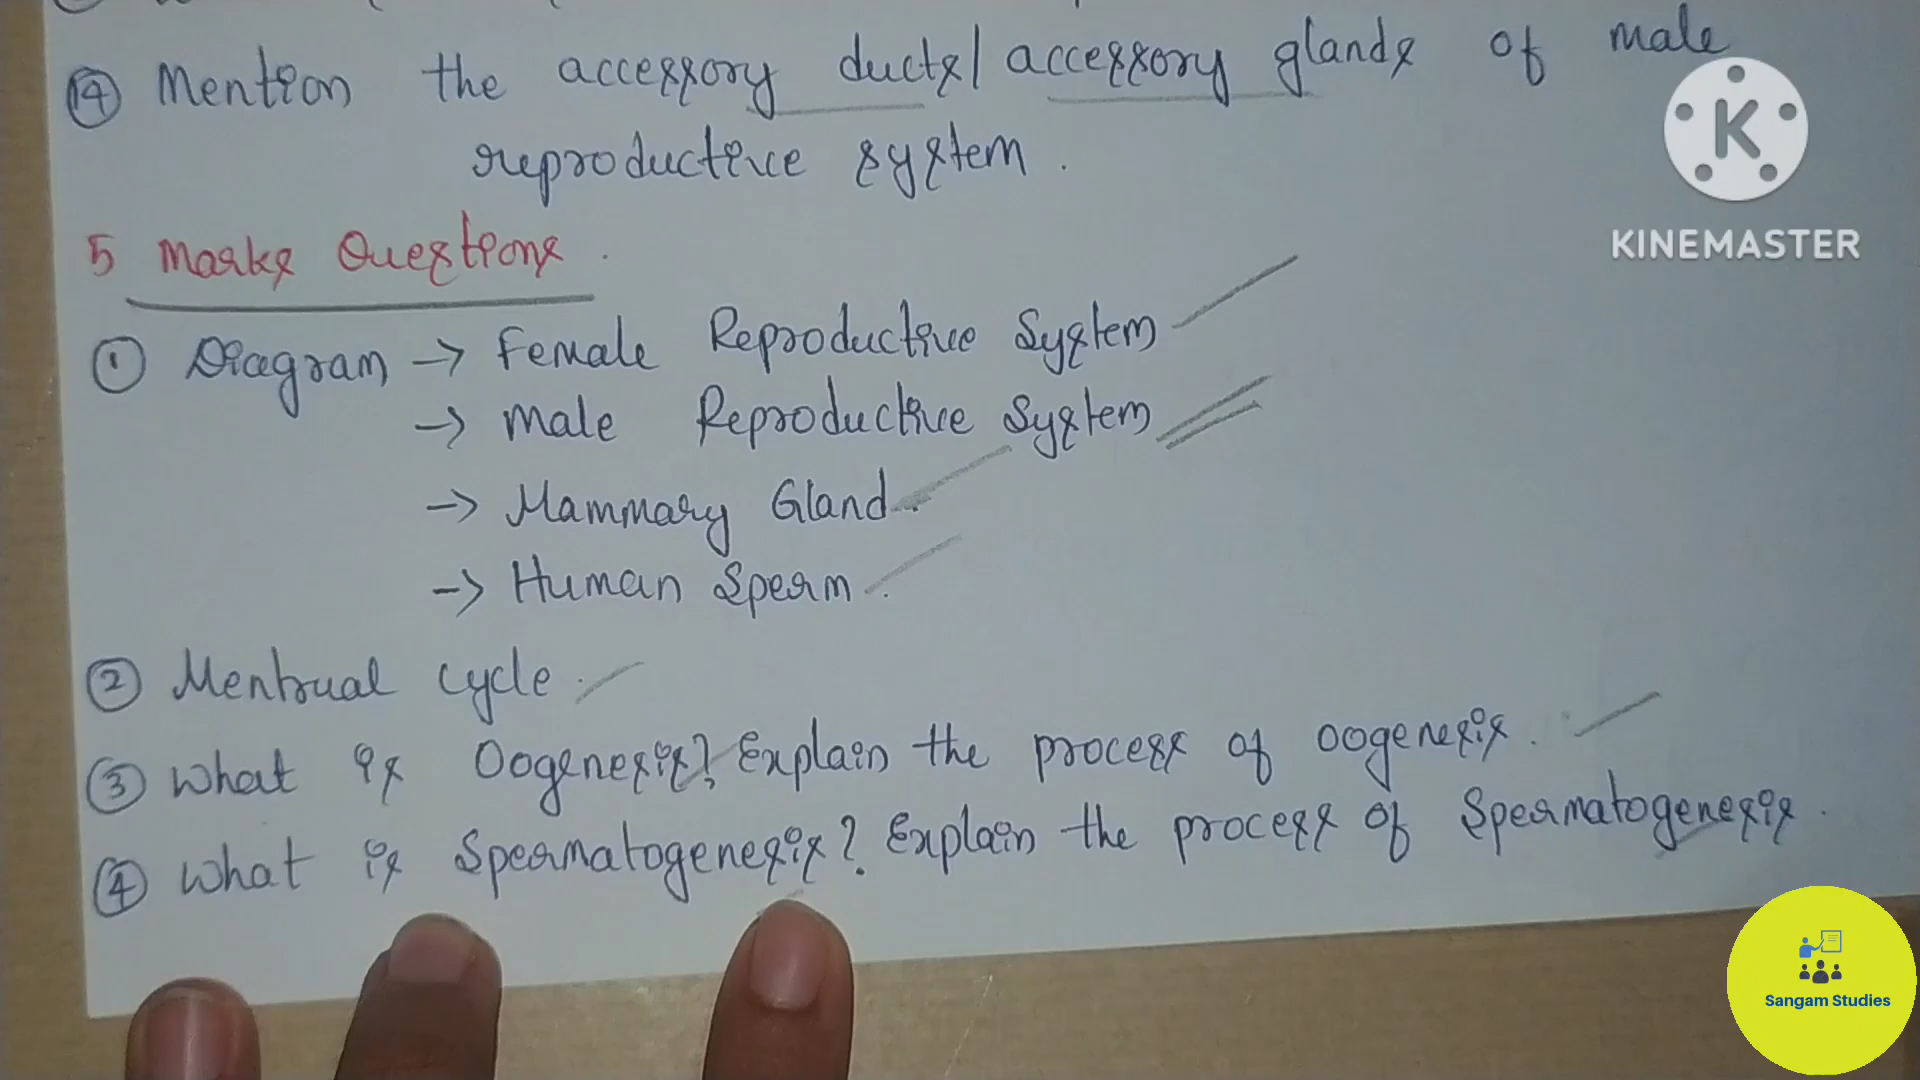 ⑭ Mention the accessory ducts/accessory glands of male
reproductive system.
5 Marks Questions.
① Diagram → Female Reproductive System
→ Male Reproductive System
→ Mammary Gland.
→ Human Sperm.
② Mentrual cycle.
③ What is Oogenesis? Explain the process of oogenesis.
④ What is Spermatogenesis? Explain the process of Spermatogenesis.
K
KINEMASTER
Sangam Studies